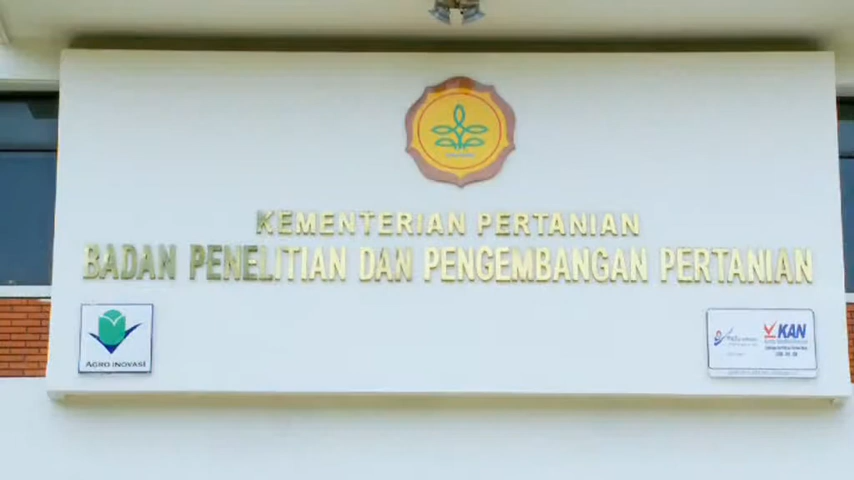 KEMENTERIAN PERTANIAN
BADAN PENELITIAN DAN PENGEMBANGAN PERTANIAN
AGRO INOVASI
KAN